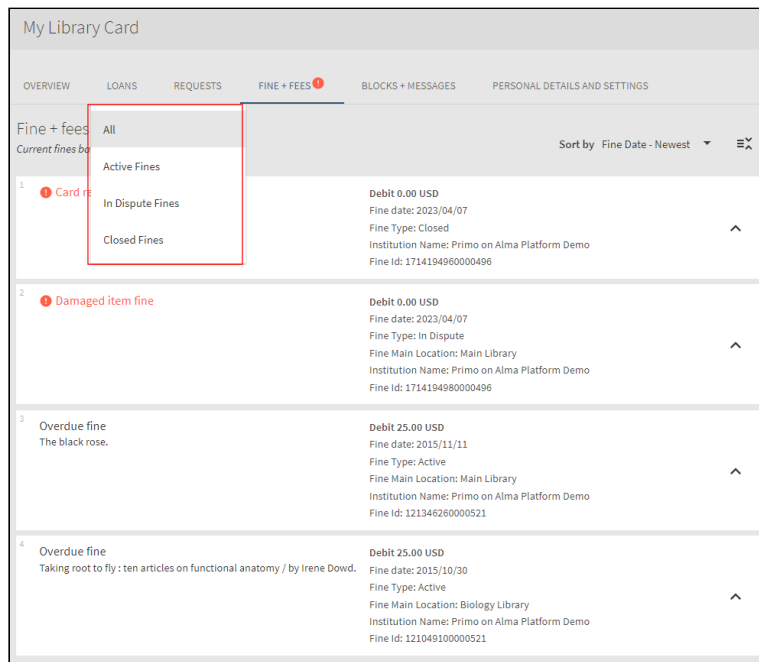 My Library Card
OVERVIEW LOANS REQUESTS FINE + FEES BLOCKS + MESSAGES PERSONAL DETAILS AND SETTINGS
Fine + fees
Current fines
All
Active Fines
In Dispute Fines
Closed Fines
Sort by Fine Date - Newest
1
Card
Debit 0.00 USD
Fine date: 2023/04/07
Fine Type: Closed
Institution Name: Primo on Alma Platform Demo
Fine Id: 1714194960000496
2
Damaged item fine
Debit 0.00 USD
Fine date: 2023/04/07
Fine Type: In Dispute
Fine Main Location: Main Library
Institution Name: Primo on Alma Platform Demo
Fine Id: 1714194980000496
3
Overdue fine
The black rose.
Debit 25.00 USD
Fine date: 2015/11/11
Fine Type: Active
Fine Main Location: Main Library
Institution Name: Primo on Alma Platform Demo
Fine Id: 121346260000521
4
Overdue fine
Taking root to fly : ten articles on functional anatomy / by Irene Dowd.
Debit 25.00 USD
Fine date: 2015/10/30
Fine Type: Active
Fine Main Location: Biology Library
Institution Name: Primo on Alma Platform Demo
Fine Id: 121049100000521